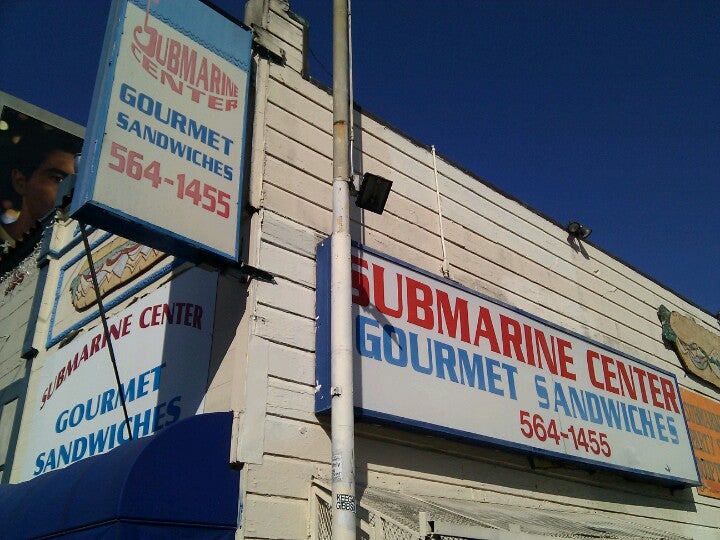 SUBMARINE
CENTER
GOURMET
SANDWICHES
564-1455
SUBMARINE CENTER
GOURMET
SANDWICHES
SUBMARINE CENTER
GOURMET SANDWICHES
564-1455